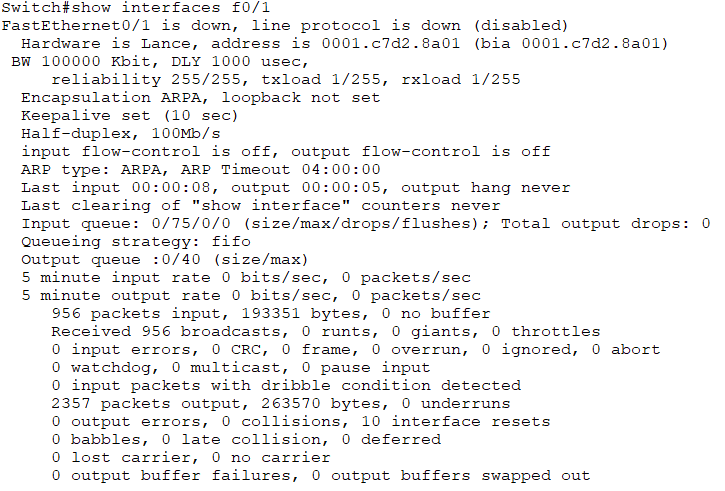 Switch#show interfaces f0/1
FastEthernet0/1 is down, line protocol is down (disabled)
Hardware is Lance, address is 0001.c7d2.8a01 (bia 0001.c7d2.8a01)
BW 100000 Kbit, DLY 1000 usec,
reliability 255/255, txload 1/255, rxload 1/255
Encapsulation ARPA, loopback not set
Keepalive set (10 sec)
Half-duplex, 100Mb/s
input flow-control is off, output flow-control is off
ARP type: ARPA, ARP Timeout 04:00:00
Last input 00:00:08, output 00:00:05, output hang never
Last clearing of "show interface" counters never
Input queue: 0/75/0/0 (size/max/drops/flushes); Total output drops: 0
Queueing strategy: fifo
Output queue :0/40 (size/max)
5 minute input rate 0 bits/sec, 0 packets/sec
5 minute output rate 0 bits/sec, 0 packets/sec
956 packets input, 193351 bytes, 0 no buffer
Received 956 broadcasts, 0 runts, 0 giants, 0 throttles
0 input errors, 0 CRC, 0 frame, 0 overrun, 0 ignored, 0 abort
0 watchdog, 0 multicast, 0 pause input
0 input packets with dribble condition detected
2357 packets output, 263570 bytes, 0 underruns
0 output errors, 0 collisions, 10 interface resets
0 babbles, 0 late collision, 0 deferred
0 lost carrier, 0 no carrier
0 output buffer failures, 0 output buffers swapped out